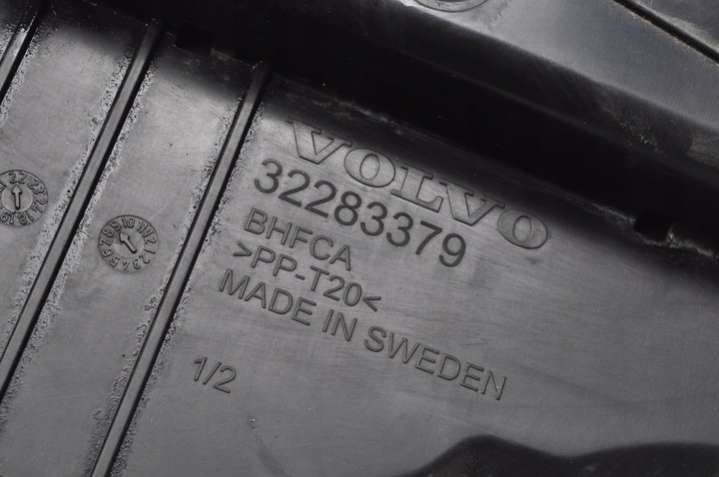 VOLVO
32283379
BHFCA
>PP-T20<
MADE IN SWEDEN
1/2